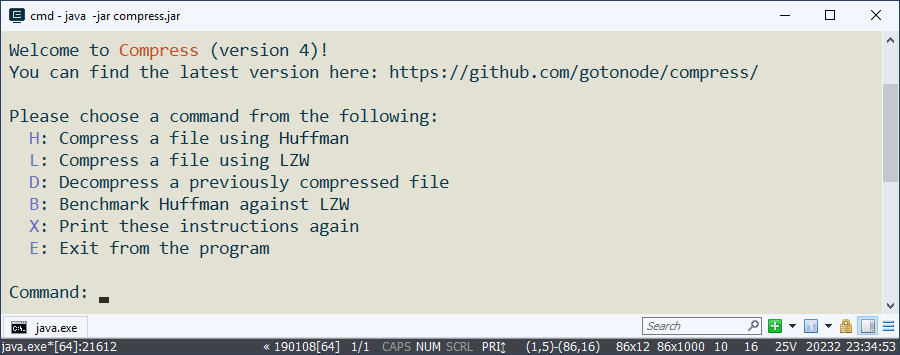 cmd - java -jar compress.jar
Welcome to Compress (version 4)!
You can find the latest version here: https://github.com/gotonode/compress/
Please choose a command from the following:
H: Compress a file using Huffman
L: Compress a file using LZW
D: Decompress a previously compressed file
B: Benchmark Huffman against LZW
X: Print these instructions again
E: Exit from the program
Command:
java.exe Search
java.exe*[64]:21612 « 190108[64] 1/1 CAPS NUM SCRL PRI↕ (1,5)-(86,16) 86x12 86x1000 10 16 25V 20232 23:34:53